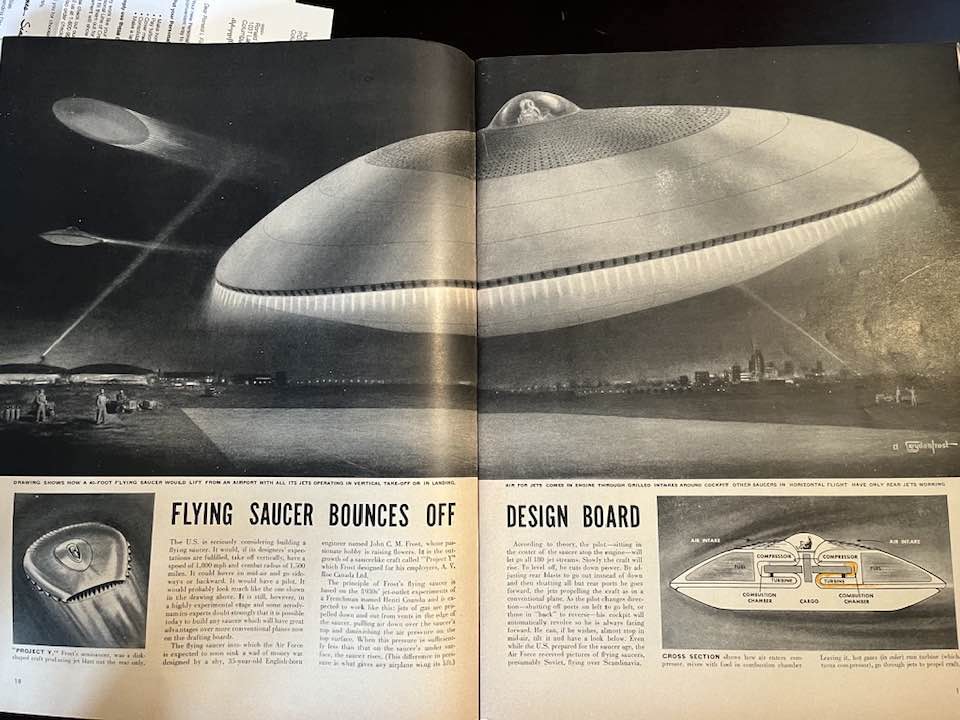 DRAWING SHOWS HOW A 40-FOOT FLYING SAUCER WOULD LIFT FROM AN AIRPORT WITH ALL ITS JETS OPERATING IN VERTICAL TAKE-OFF OR IN LANDING.
AIR FOR JETS COMES IN ENGINE THROUGH GRILLED INTAKES AROUND COCKPIT OTHER SAUCERS IN HORIZONTAL FLIGHT HAVE ONLY REAR JETS WORKING
FLYING SAUCER BOUNCES OFF DESIGN BOARD
The U.S. is seriously considering building a
flying saucer. It would, if its designers' expec-
tations are fulfilled, take off vertically, have a
speed of 1,800 mph and combat radius of 1,500
miles. It could hover in mid-air and go side-
ways or backward. It would have a pilot. It
would probably look much like the one shown
in the drawing above. It is still, however, in
a highly experimental stage and some aerody-
namics experts doubt strongly that it is possible
today to build any saucer which will have great
advantages over more conventional planes now
on the drafting board.
The flying saucer into which the Air Force
is expected to soon sink a wad of money was
designed by a shy, 35-year-old English-born
engineer named John C. M. Frost, whose pas-
sionate hobby is raising flowers. It is the out-
growth of a saucerlike craft called "Project Y"
which Frost designed for his employers, A. V.
Roe Canada Ltd.
The principle of Frost's flying saucer is
based on the 1930s' jet-outlet experiments of
a Frenchman named Henri Coanda and is ex-
pected to work like this: jets of gas are pro-
pelled down and out from vents in the outer of
the saucer, pulling air down over the saucer's
top and diminishing the air pressure on the
top surface. When this pressure is sufficient-
ly less than that on the saucer's under sur-
face, the saucer rises. (This difference in pres-
sure is what gives any airplane wing its lift.)
According to theory, the pilot—sitting in
the center of the saucer atop the engine—will
let go all 180 jet streams. Slowly the craft will
rise. To level off, he cuts down power. By ad-
justing rear blasts to go out instead of down
and then shutting all but rear ports he goes
forward, the jets propelling the craft as in a
conventional plane. As the pilot changes direc-
tion—shutting off ports on left to go left, or
those in "back" to reverse—his cockpit will
automatically revolve so he is always facing
forward. He can, if he wishes, almost stop in
mid-air, tilt it and have a look below. Even
while the U.S. prepared for the saucer age, the
Air Force received pictures of flying saucers,
presumably Soviet, flying over Scandinavia.
"PROJECT Y," Frost's announcement, was a disk-
shaped craft producing jet blast out the rear only.
AIR INTAKE
AIR INTAKE
COMPRESSOR
COMPRESSOR
FUEL
FUEL
TURBINE
TURBINE
COMBUSTION
CHAMBER
CARGO
COMBUSTION
CHAMBER
CROSS SECTION shows how air enters com-
pressor, mixes with fuel in combustion chamber
Leaving it, hot gases (in color) run turbine (which
turns compressor), go through jets to propel craft.
18